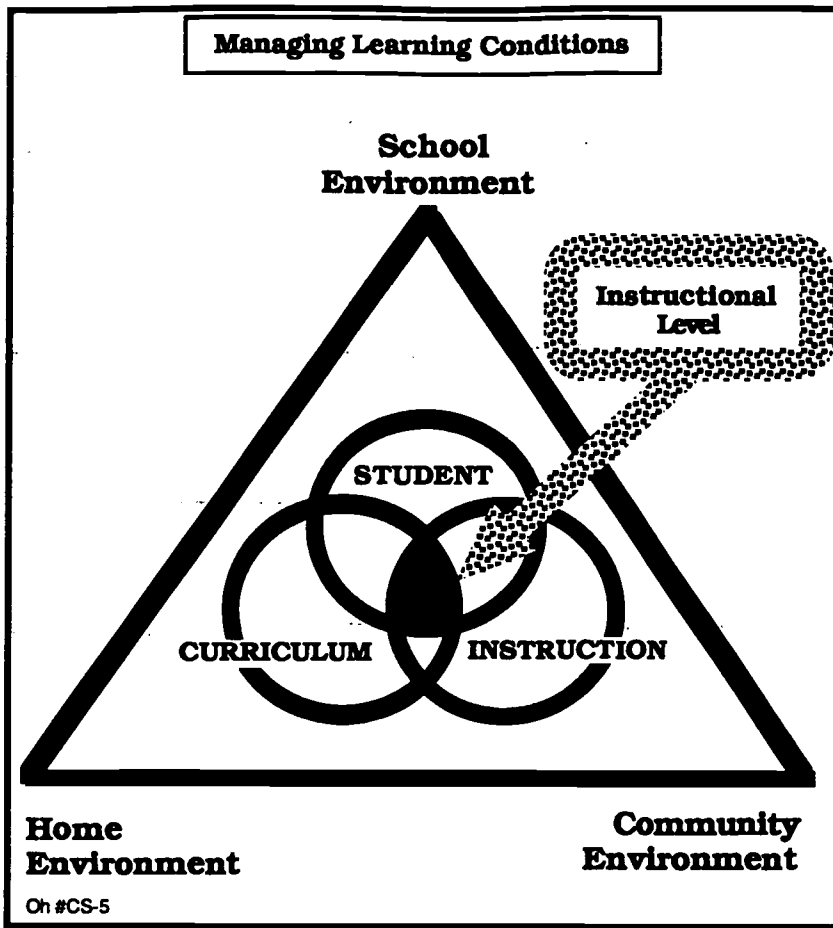 Managing Learning Conditions
School
Environment
Instructional
Level
STUDENT
CURRICULUM
INSTRUCTION
Home
Environment
Community
Environment
Oh #CS-5